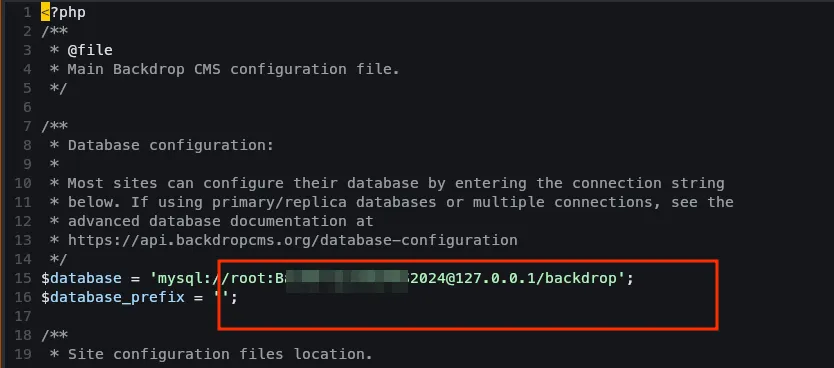 1 <?php
2 /**
3 * @file
4 * Main Backdrop CMS configuration file.
5 */
6
7 /**
8 * Database configuration:
9 *
10 * Most sites can configure their database by entering the connection string
11 * below. If using primary/replica databases or multiple connections, see the
12 * advanced database documentation at
13 * https://api.backdropcms.org/database-configuration
14 */
15 $database = 'mysql://root:B 2024@127.0.0.1/backdrop';
16 $database_prefix = '';
17
18 /**
19 * Site configuration files location.